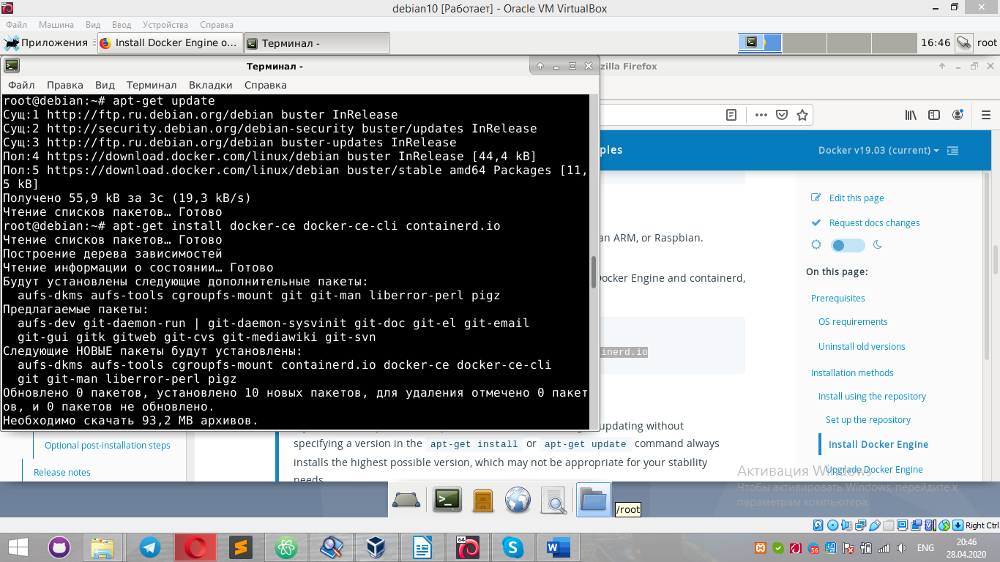 debian10 [Работает] - Oracle VM VirtualBox
Файл Машина Вид Ввод Устройства Справка
Приложения Install Docker Engine o... Терминал - 16:46 root
Терминал -
zilla Firefox
Файл Правка Вид Терминал Вкладки Справка
root@debian:~# apt-get update
Сущ:1 http://ftp.ru.debian.org/debian buster InRelease
Сущ:2 http://security.debian.org/debian-security buster/updates InRelease
Сущ:3 http://ftp.ru.debian.org/debian buster-updates InRelease
Пол:4 https://download.docker.com/linux/debian buster InRelease [44,4 kB]
Пол:5 https://download.docker.com/linux/debian buster/stable amd64 Packages [11,
5 kB]
Получено 55,9 kB за 3с (19,3 kB/s)
Чтение списков пакетов… Готово
root@debian:~# apt-get install docker-ce docker-ce-cli containerd.io
Чтение списков пакетов… Готово
Построение дерева зависимостей
Чтение информации о состоянии… Готово
Будут установлены следующие дополнительные пакеты:
aufs-dkms aufs-tools cgroupfs-mount git git-man liberror-perl pigz
Предлагаемые пакеты:
aufs-dev git-daemon-run | git-daemon-sysvinit git-doc git-el git-email
git-gui gitk gitweb git-cvs git-mediawiki git-svn
Следующие НОВЫЕ пакеты будут установлены:
aufs-dkms aufs-tools cgroupfs-mount containerd.io docker-ce docker-ce-cli
git git-man liberror-perl pigz
Обновлено 0 пакетов, установлено 10 новых пакетов, для удаления отмечено 0 пакет
ов, и 0 пакетов не обновлено.
Необходимо скачать 93,2 MB архивов.
ples
Docker v19.03 (current)
an ARM, or Raspbian.
Docker Engine and containerd,
inerd.io
updating without
specifying a version in the apt-get install or apt-get update command always
installs the highest possible version, which may not be appropriate for your stability
needs
Edit this page
Request docs changes
On this page:
Prerequisites
OS requirements
Uninstall old versions
Installation methods
Install using the repository
Set up the repository
Install Docker Engine
Upgrade Docker Engine
Optional post-installation steps
Release notes
Активация Windows
Чтобы активировать Windows, перейдите к
параметрам компьютера.
/root
Right Ctrl
64
56
ENG
20:46
28.04.2020